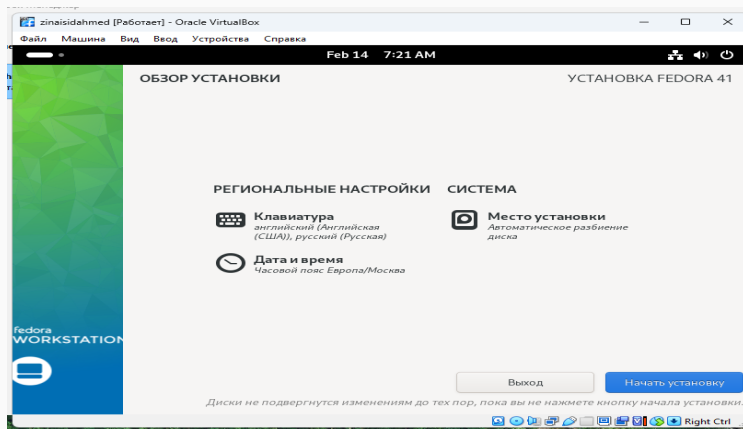 zinaisidahmed [Работает] - Oracle VirtualBox
Файл Машина Вид Ввод Устройства Справка
Feb 14 7:21 AM
ОБЗОР УСТАНОВКИ
УСТАНОВКА FEDORA 41
РЕГИОНАЛЬНЫЕ НАСТРОЙКИ
СИСТЕМА
Клавиатура
английский (Английская
(США)), русский (Русская)
Место установки
Автоматическое разбиение
диска
Дата и время
Часовой пояс Европа/Москва
fedora
WORKSTATION
Выход
Начать установку
Диски не подвергнутся изменениям до тех пор, пока вы не нажмете кнопку начала установки.
Right Ctrl